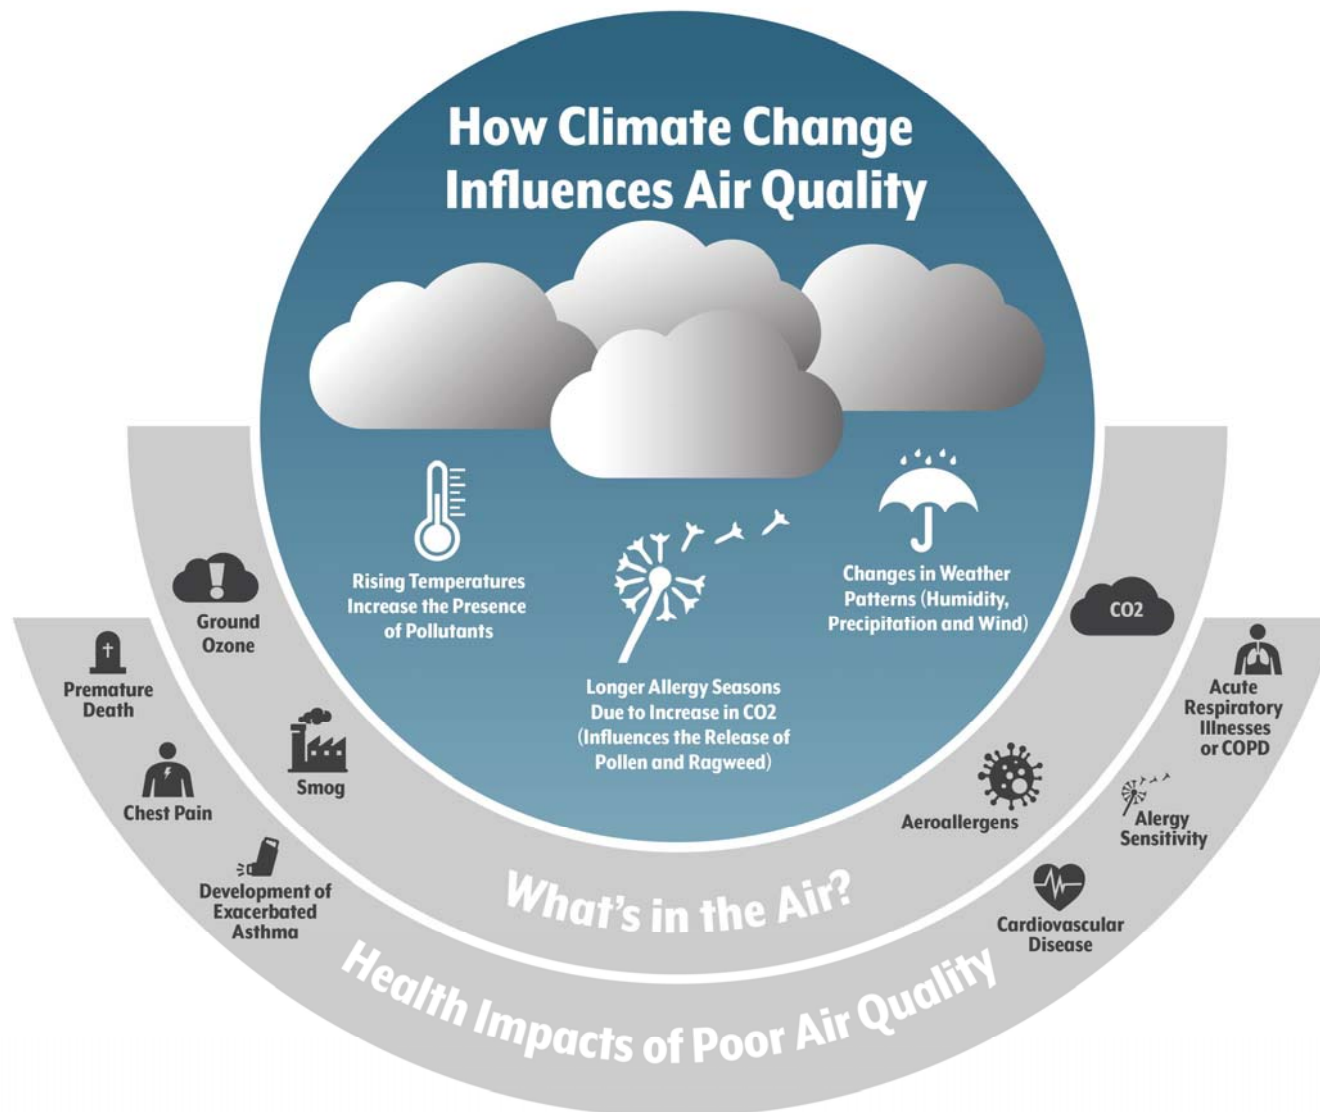 How Climate Change
Influences Air Quality
Rising Temperatures
Increase the Presence
of Pollutants
Longer Allergy Seasons
Due to Increase in CO2
(Influences the Release of
Pollen and Ragweed)
Changes in Weather
Patterns (Humidity,
Precipitation and Wind)
Ground
Ozone
Smog
CO2
Aeroallergens
What's in the Air?
Premature
Death
Chest Pain
Development of
Exacerbated
Asthma
Acute
Respiratory
Illnesses
or COPD
Alergy
Sensitivity
Cardiovascular
Disease
Health Impacts of Poor Air Quality